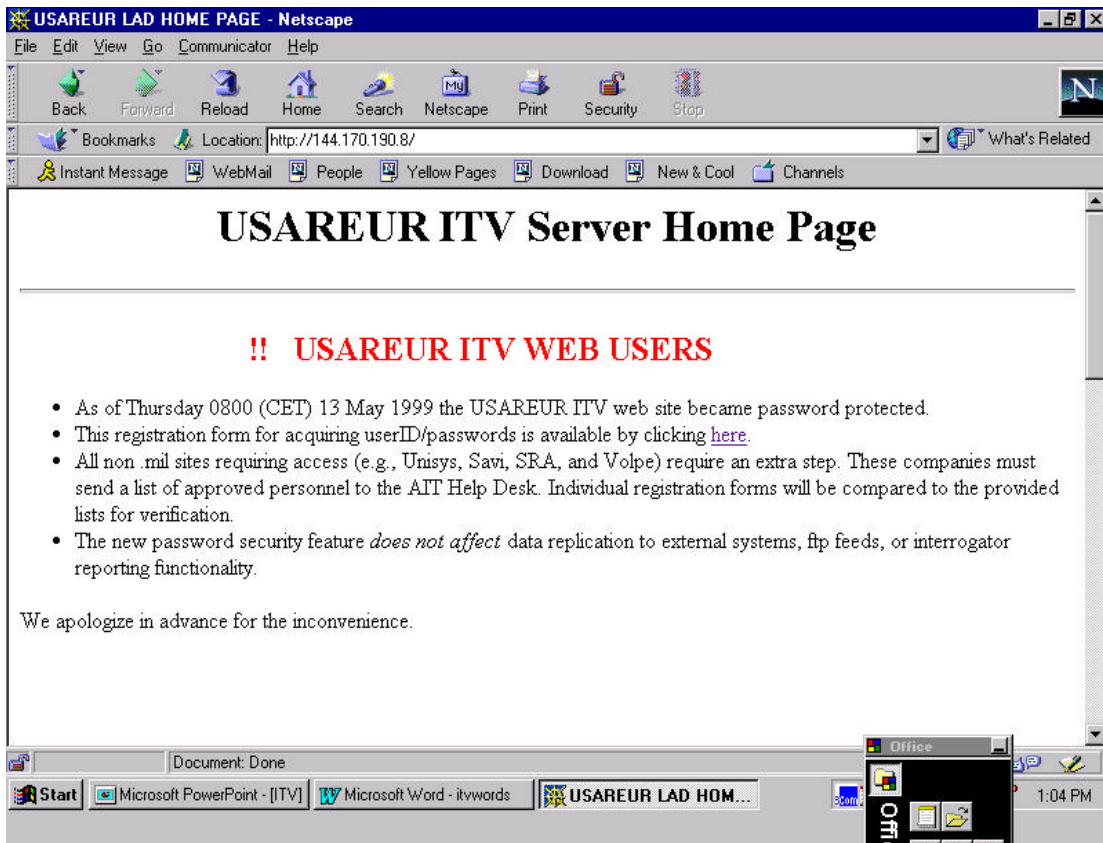 USAREUR LAD HOME PAGE - Netscape
File Edit View Go Communicator Help
My
Back Forward Reload Home Search Netscape Print Security Stop
N
Bookmarks Location: http://144.170.190.8/ What's Related
Instant Message WebMail People Yellow Pages Download New & Cool Channels
USAREUR ITV Server Home Page
!! USAREUR ITV WEB USERS
• As of Thursday 0800 (CET) 13 May 1999 the USAREUR ITV web site became password protected.
• This registration form for acquiring userID/passwords is available by clicking here.
• All non .mil sites requiring access (e.g., Unisys, Savi, SRA, and Volpe) require an extra step. These companies must
send a list of approved personnel to the AIT Help Desk. Individual registration forms will be compared to the provided
lists for verification.
• The new password security feature does not affect data replication to external systems, ftp feeds, or interrogator
reporting functionality.
We apologize in advance for the inconvenience.
Office
Document: Done
Start Microsoft PowerPoint - [ITV] Microsoft Word - itvwords USAREUR LAD HOM... 3Com 1:04 PM
Offi